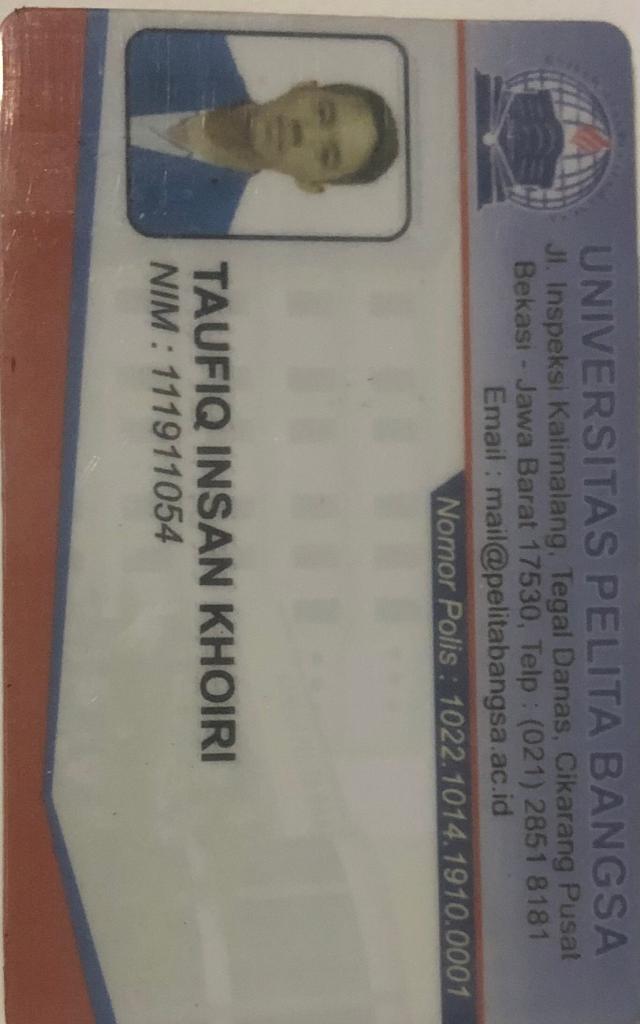 UNIVERSITAS PELITA BANGSA
Jl. Inspeksi Kalimalang, Tegal Danas, Cikarang Pusat
Bekasi - Jawa Barat 17530, Telp : (021) 2851 8181
Email : mail@pelitabangsa.ac.id
Nomor Polis : 1022.1014.1910.0001
TAUFIQ INSAN KHOIRI
NIM : 111911054